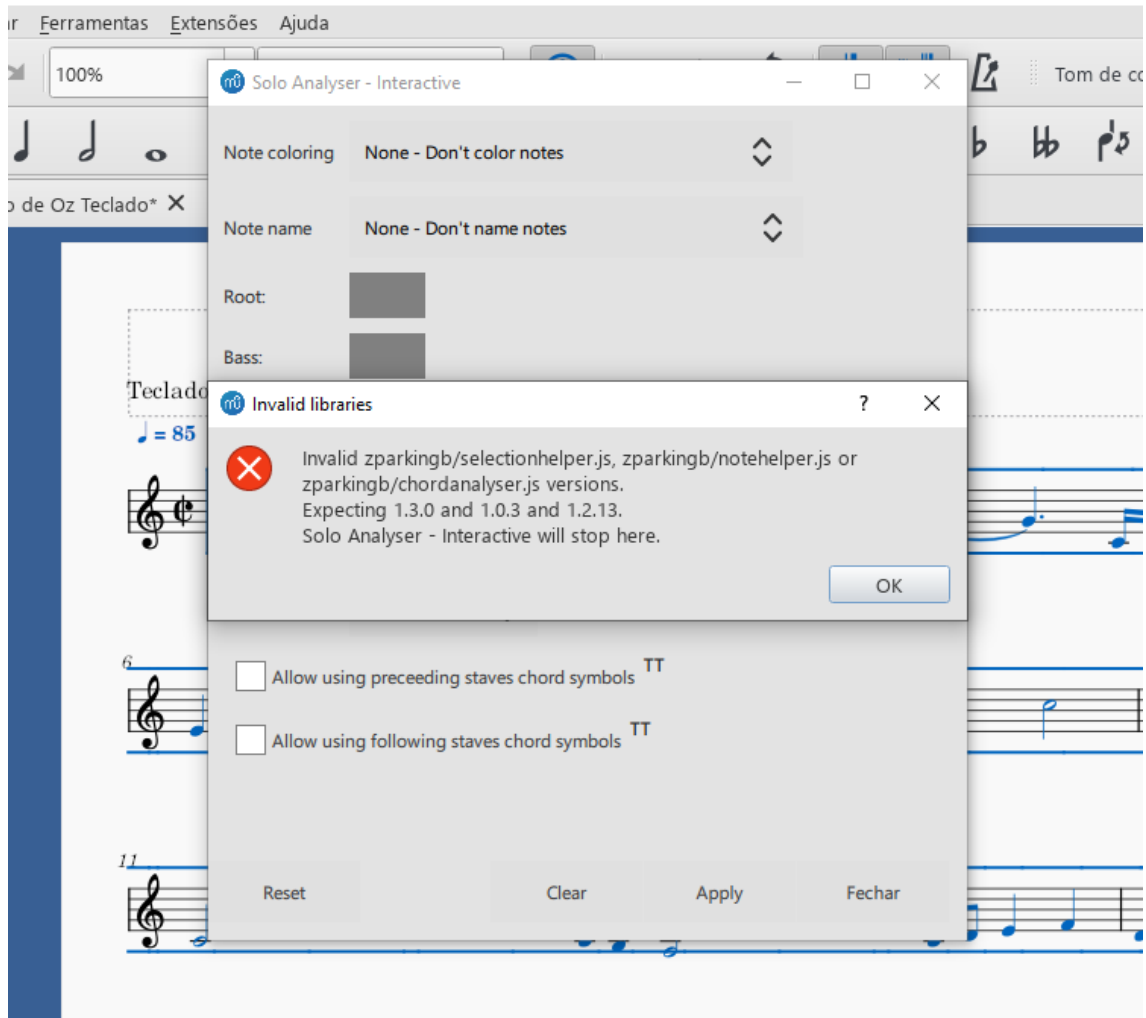 r Ferramentas Extensões Ajuda
100%
Tom de co
Solo Analyser - Interactive
Note coloring None - Don't color notes
o de Oz Teclado*
Note name None - Don't name notes
Root:
Bass:
Teclado
= 85
Invalid libraries
Invalid zparkingb/selectionhelper.js, zparkingb/notehelper.js or
zparkingb/chordanalyser.js versions.
Expecting 1.3.0 and 1.0.3 and 1.2.13.
Solo Analyser - Interactive will stop here.
OK
6
Allow using preceeding staves chord symbols TT
Allow using following staves chord symbols TT
11
Reset Clear Apply Fechar